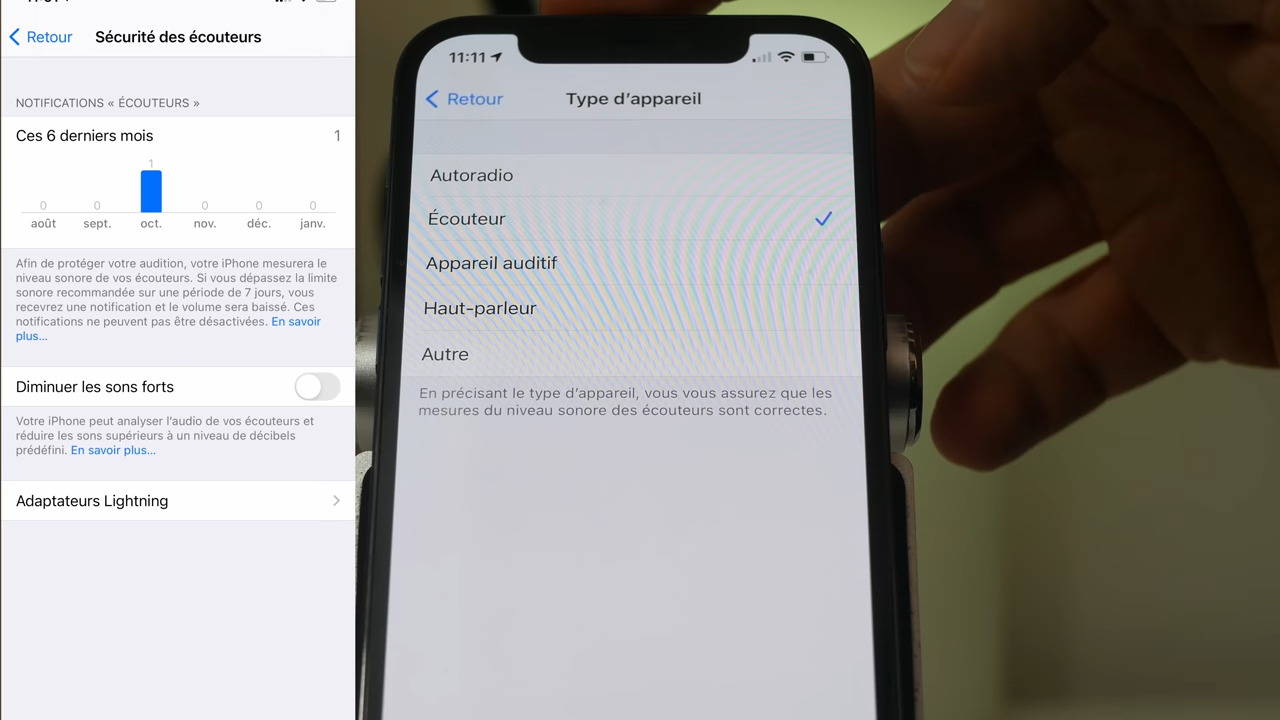 Retour
Sécurité des écouteurs
NOTIFICATIONS « ÉCOUTEURS »
Ces 6 derniers mois 1
1
0 0 0 0 0
août sept. oct. nov. déc. janv.
Afin de protéger votre audition, votre iPhone mesurera le
niveau sonore de vos écouteurs. Si vous dépassez la limite
sonore recommandée sur une période de 7 jours, vous
recevrez une notification et le volume sera baissé. Ces
notifications ne peuvent pas être désactivées. En savoir
plus...
Diminuer les sons forts
Votre iPhone peut analyser l'audio de vos écouteurs et
réduire les sons supérieurs à un niveau de décibels
prédéfini. En savoir plus...
Adaptateurs Lightning
11:11
Retour
Type d'appareil
Autoradio
Écouteur
Appareil auditif
Haut-parleur
Autre
En précisant le type d'appareil, vous vous assurez que les
mesures du niveau sonore des écouteurs sont correctes.